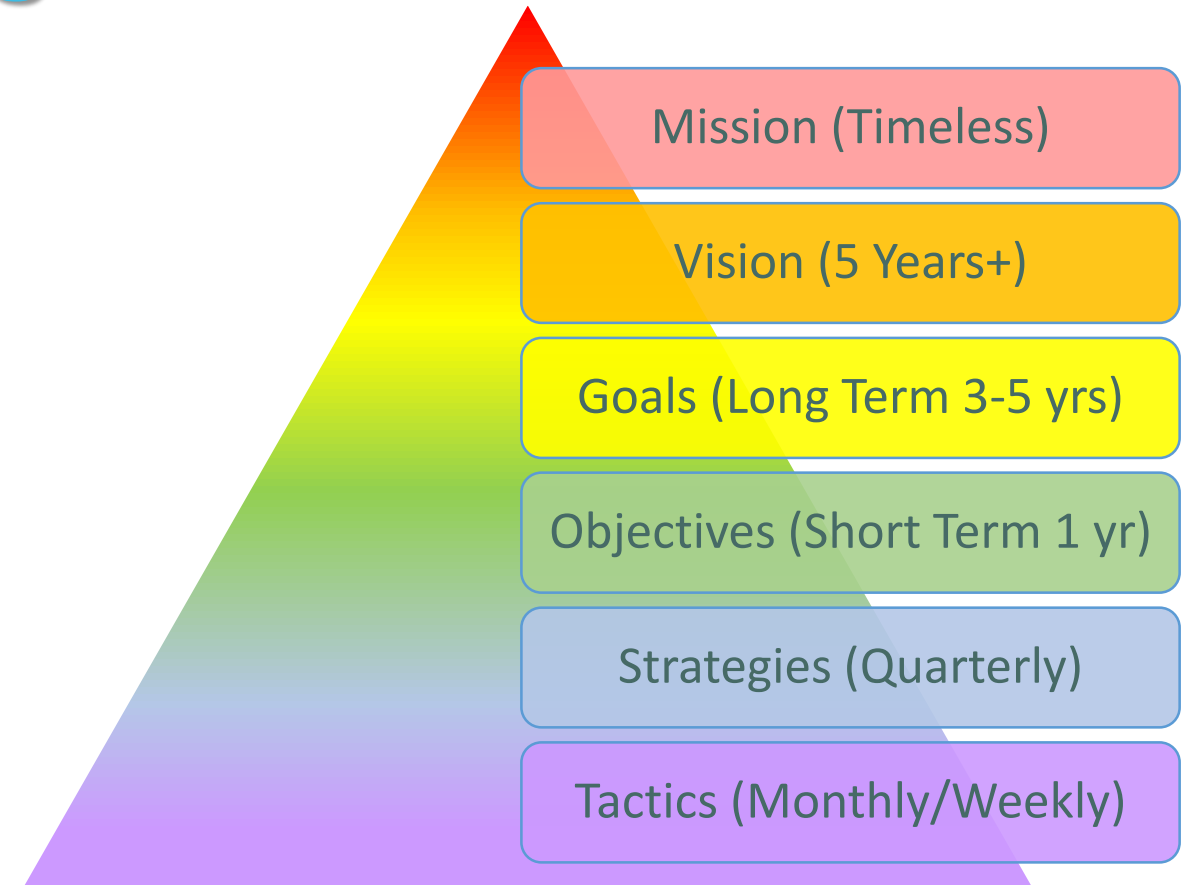 Mission (Timeless)
Vision (5 Years+)
Goals (Long Term 3-5 yrs)
Objectives (Short Term 1 yr)
Strategies (Quarterly)
Tactics (Monthly/Weekly)